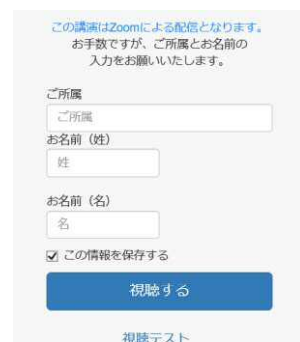 この講演はZoomによる配信となります。
お手数ですが、ご所属とお名前の
入力をお願いいたします。
ご所属
ご所属
お名前（姓）
姓
お名前（名）
名
この情報を保存する
視聴する
視聴テスト